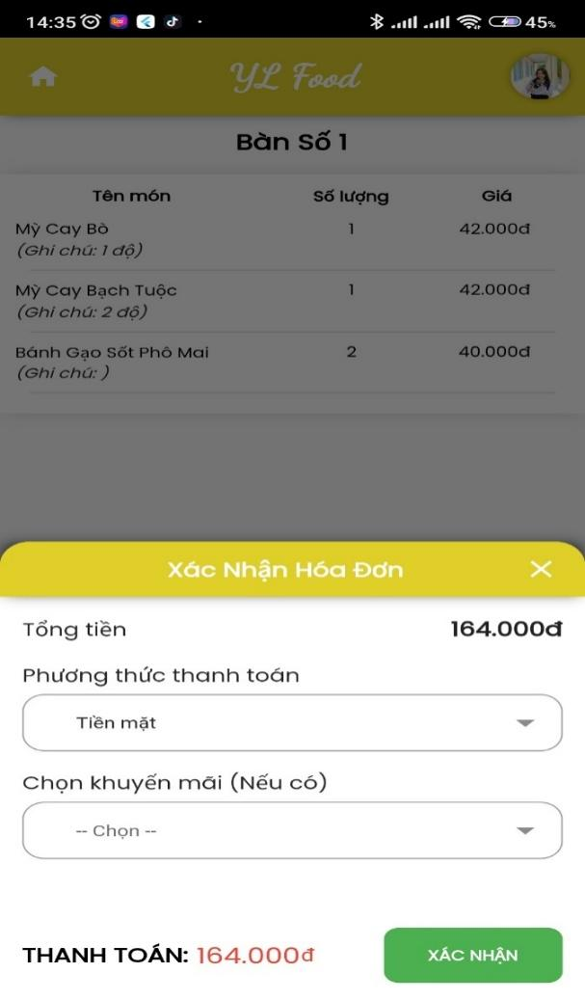 14:35 45%
YL Food
Bàn Số 1
Tên món Số lượng Giá
Mỳ Cay Bò 1 42.000đ
(Ghi chú: 1 độ)
Mỳ Cay Bạch Tuộc 1 42.000đ
(Ghi chú: 2 độ)
Bánh Gạo Sốt Phô Mai 2 40.000đ
(Ghi chú: )
Xác Nhận Hóa Đơn
Tổng tiền 164.000đ
Phương thức thanh toán
Tiền mặt
Chọn khuyến mãi (Nếu có)
-- Chọn --
THANH TOÁN: 164.000đ XÁC NHẬN